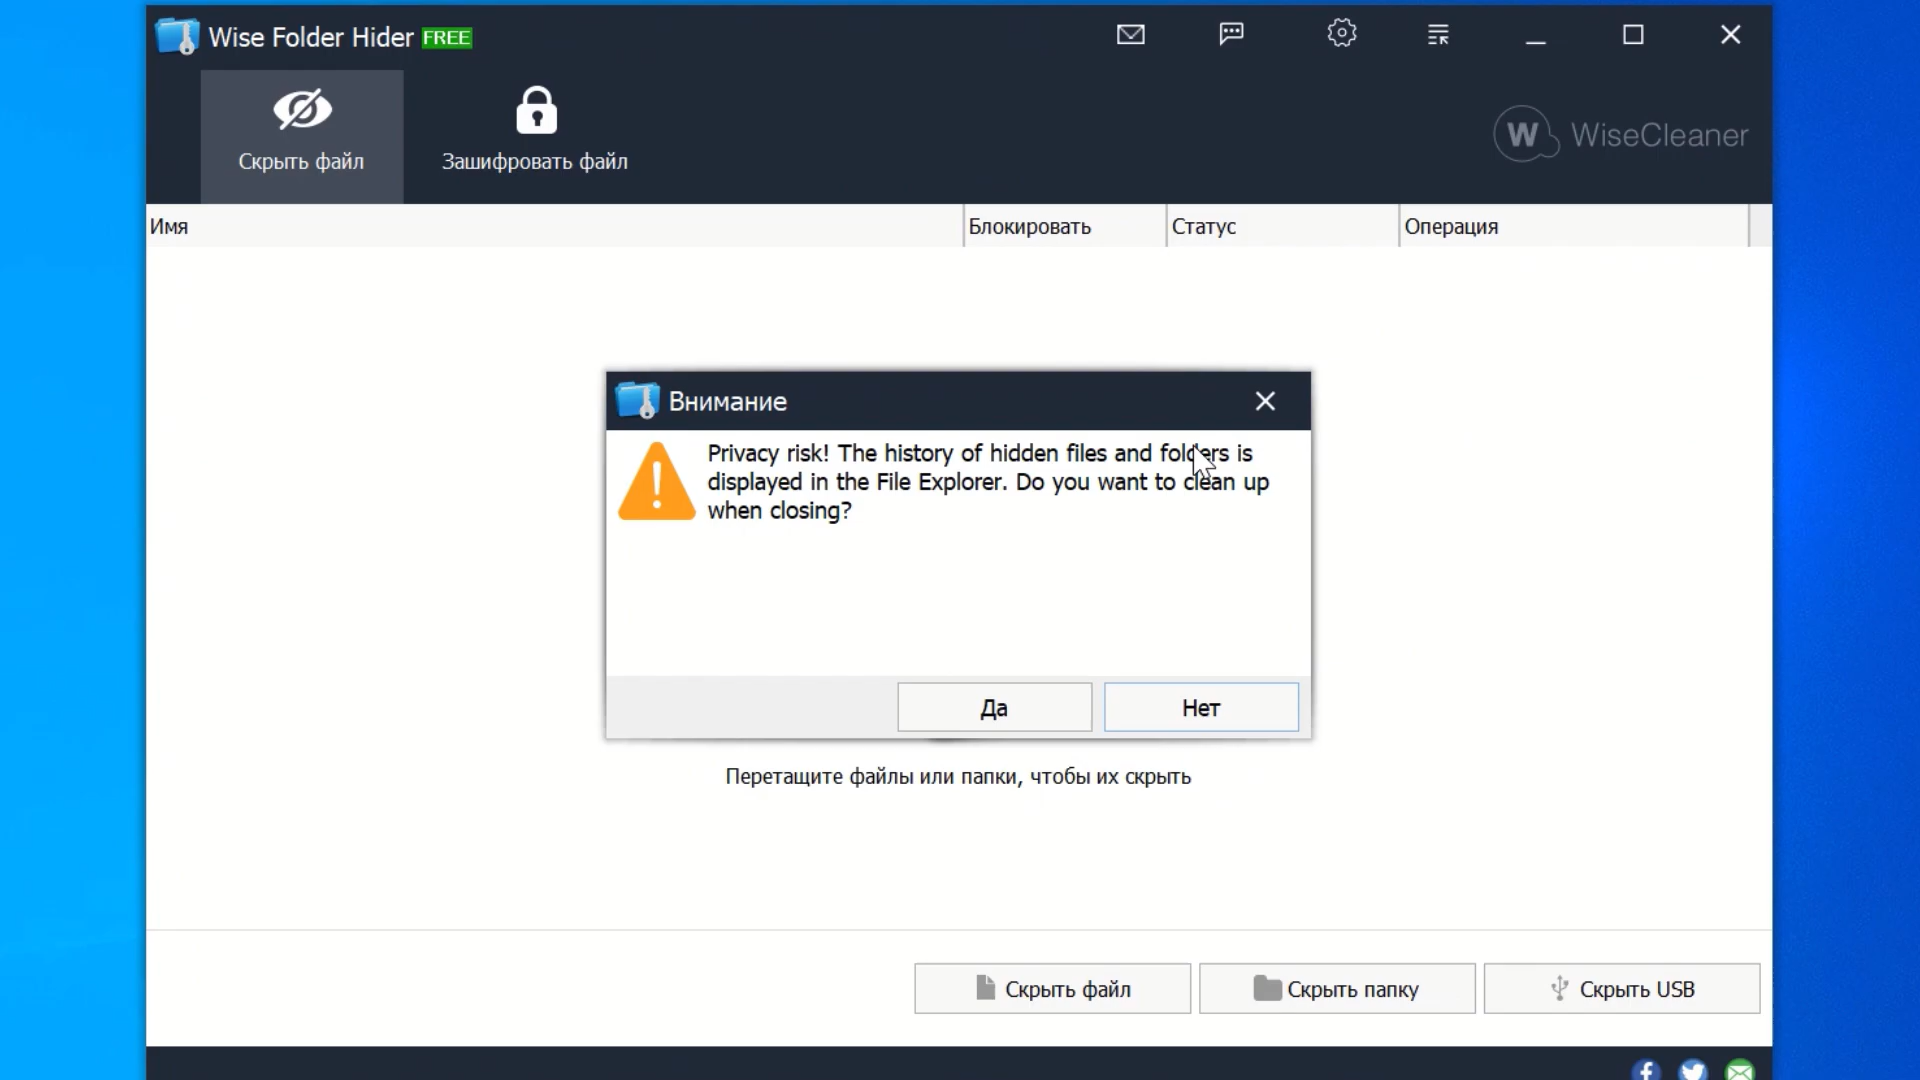 Wise Folder Hider FREE
Скрыть файл
Зашифровать файл
W WiseCleaner
Имя
Блокировать
Статус
Операция
Внимание
Privacy risk! The history of hidden files and folders is
displayed in the File Explorer. Do you want to clean up
when closing?
Да
Нет
Перетащите файлы или папки, чтобы их скрыть
Скрыть файл
Скрыть папку
Скрыть USB